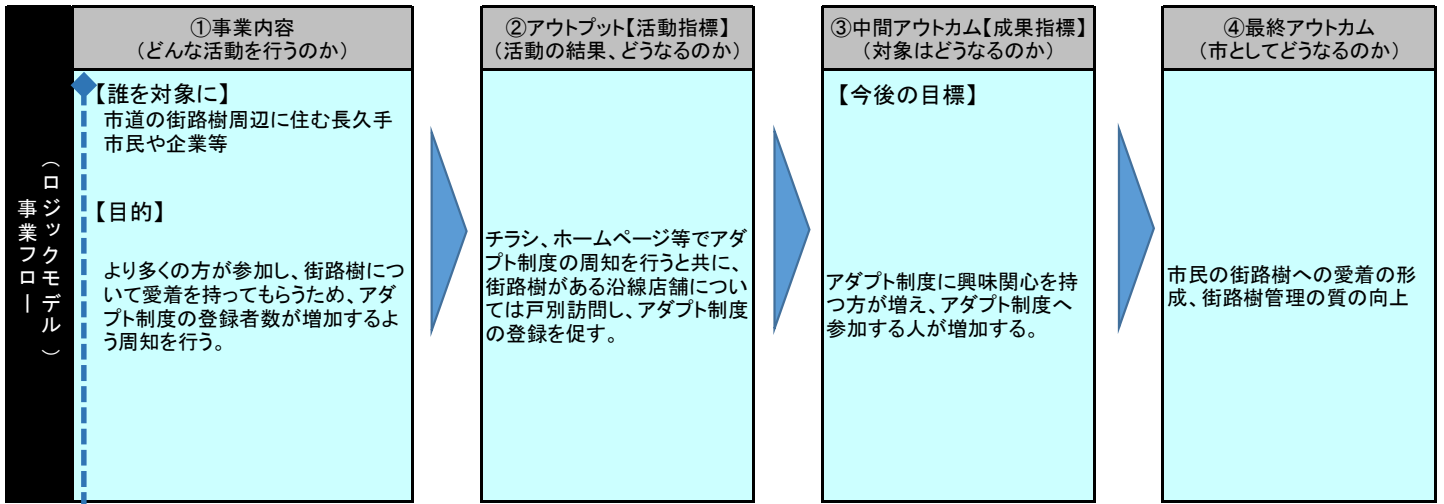 事業フロー
（ロジックモデル）
①事業内容
（どんな活動を行うのか）
【誰を対象に】
市道の街路樹周辺に住む長久手
市民や企業等
【目的】
より多くの方が参加し、街路樹につ
いて愛着を持ってもらうため、アダ
プト制度の登録者数が増加するよ
う周知を行う。
②アウトプット【活動指標】
（活動の結果、どうなるのか）
チラシ、ホームページ等でアダ
プト制度の周知を行うと共に、
街路樹がある沿線店舗につい
ては戸別訪問し、アダプト制度
の登録を促す。
③中間アウトカム【成果指標】
（対象はどうなるのか）
【今後の目標】
アダプト制度に興味関心を持
つ方が増え、アダプト制度へ
参加する人が増加する。
④最終アウトカム
（市としてどうなるのか）
市民の街路樹への愛着の形
成、街路樹管理の質の向上